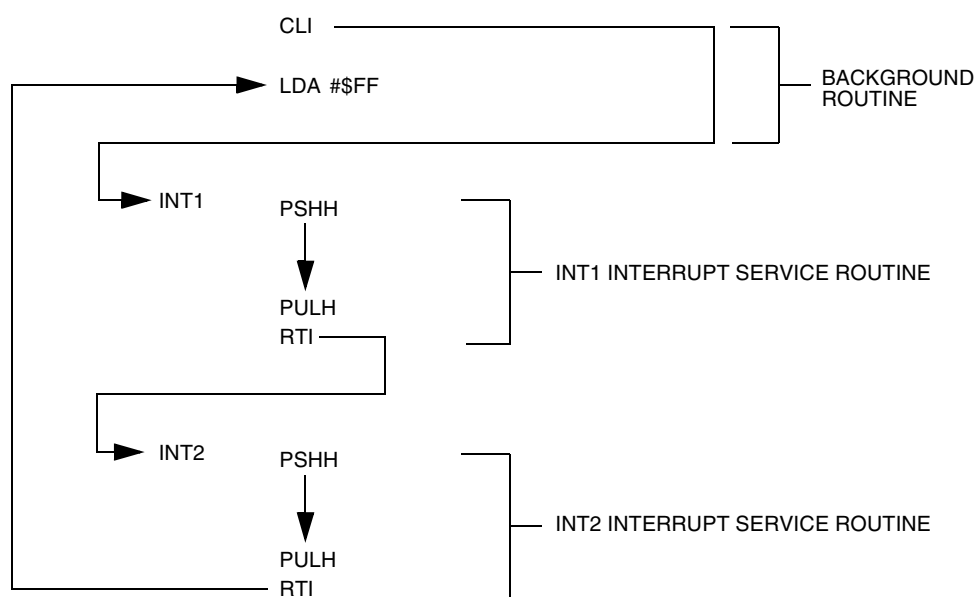 CLI
LDA #$FF
BACKGROUND
ROUTINE
INT1
PSHH
INT1 INTERRUPT SERVICE ROUTINE
PULH
RTI
INT2
PSHH
INT2 INTERRUPT SERVICE ROUTINE
PULH
RTI